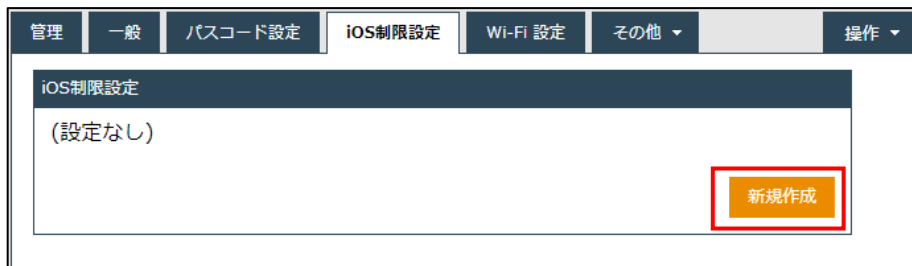 管理 一般 パスコード設定 iOS制限設定 Wi-Fi 設定 その他 ▼ 操作 ▼
iOS制限設定
(設定なし)
新規作成